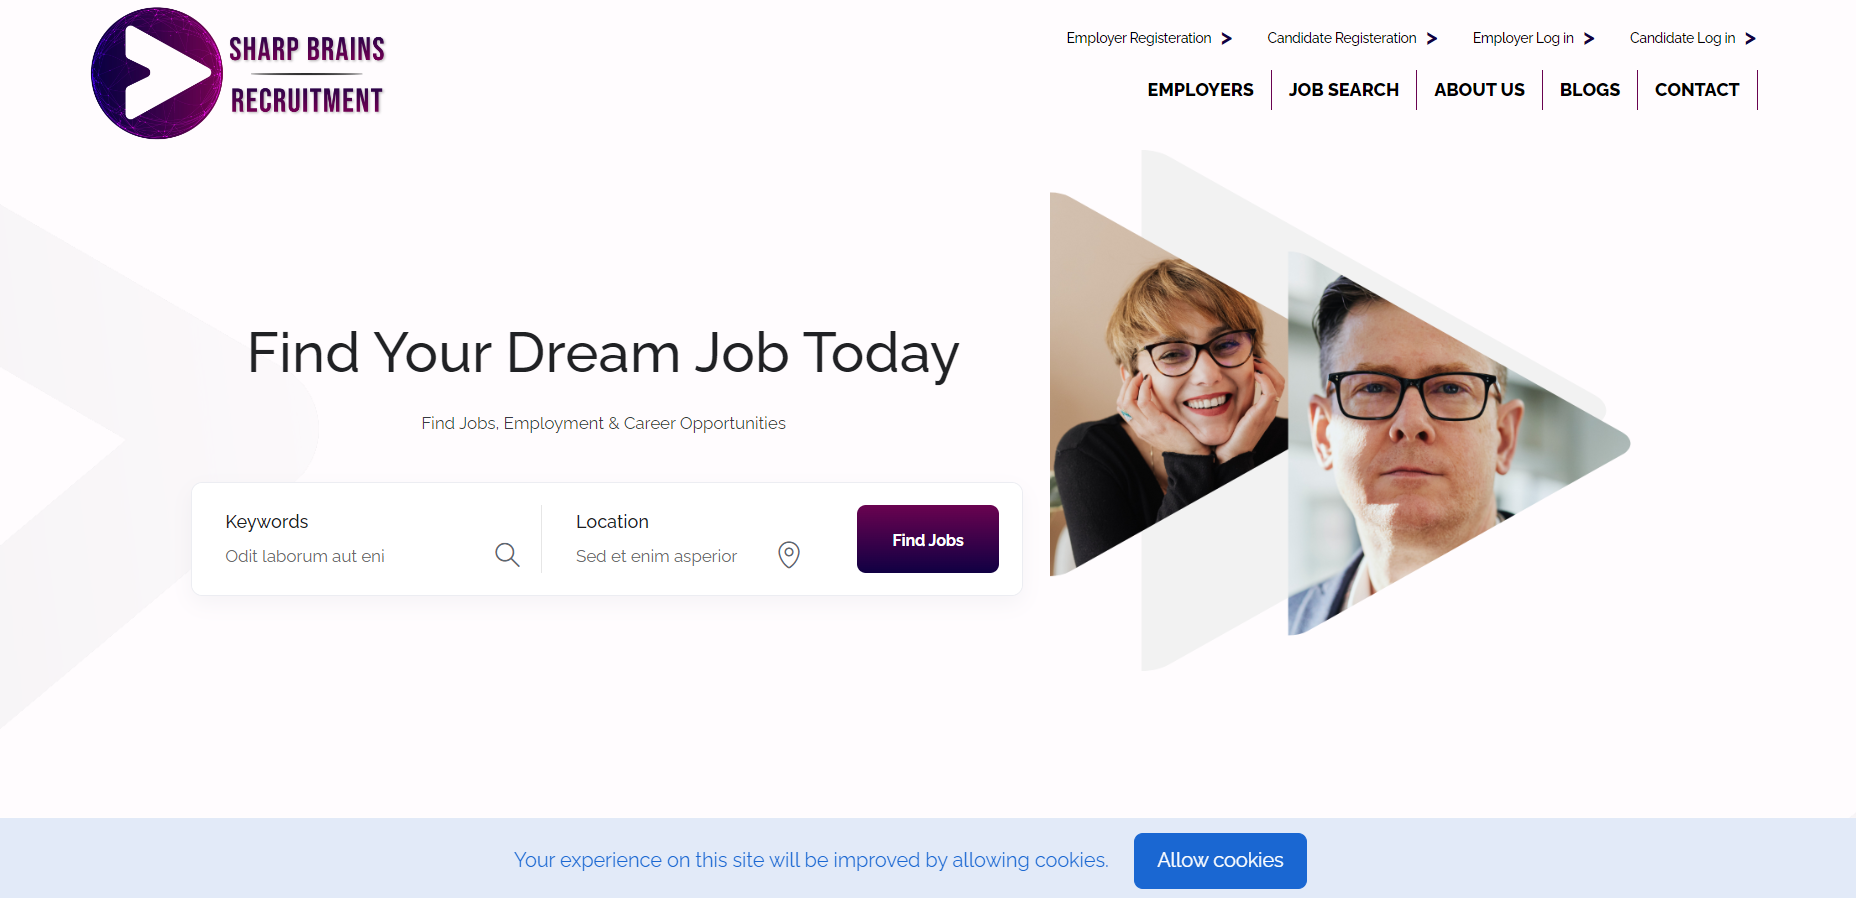 SHARP BRAINS
RECRUITMENT
Employer Registeration
Candidate Registeration
Employer Log in
Candidate Log in
EMPLOYERS
JOB SEARCH
ABOUT US
BLOGS
CONTACT
Find Your Dream Job Today
Find Jobs, Employment & Career Opportunities
Keywords
Odit laborum aut eni
Location
Sed et enim asperior
Find Jobs
Your experience on this site will be improved by allowing cookies.
Allow cookies